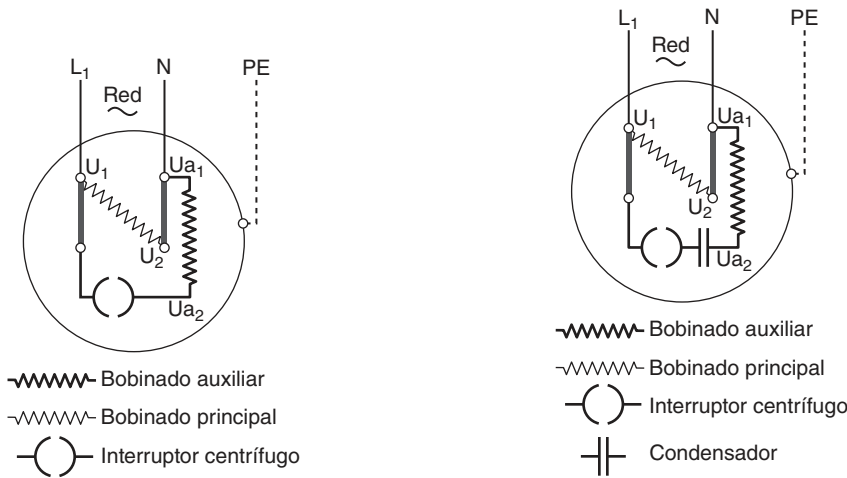 L1 N PE
Red
U1 Ua1
U2
Ua2
Bobinado auxiliar
Bobinado principal
Interruptor centrífugo
L1 N PE
Red
U1 Ua1
U2
Ua2
Bobinado auxiliar
Bobinado principal
Interruptor centrífugo
Condensador